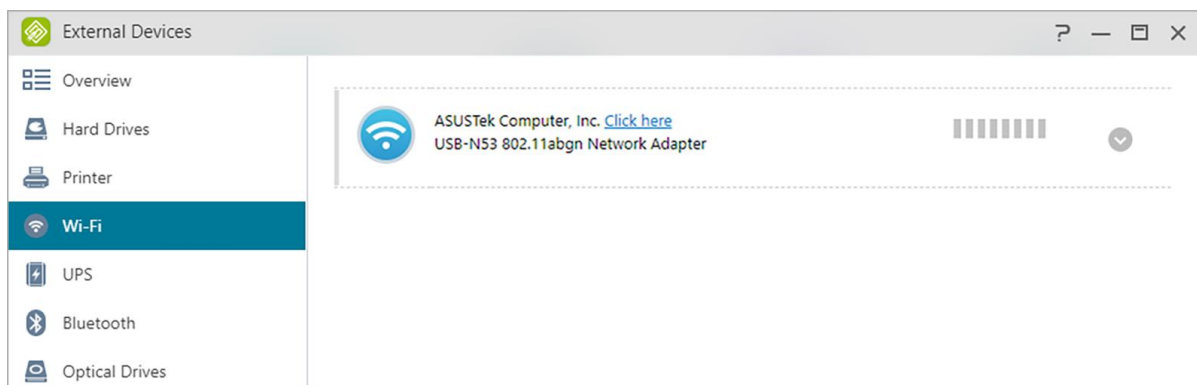 External Devices
Overview
Hard Drives
Printer
Wi-Fi
UPS
Bluetooth
Optical Drives
ASUSTek Computer, Inc. Click here
USB-N53 802.11abgn Network Adapter